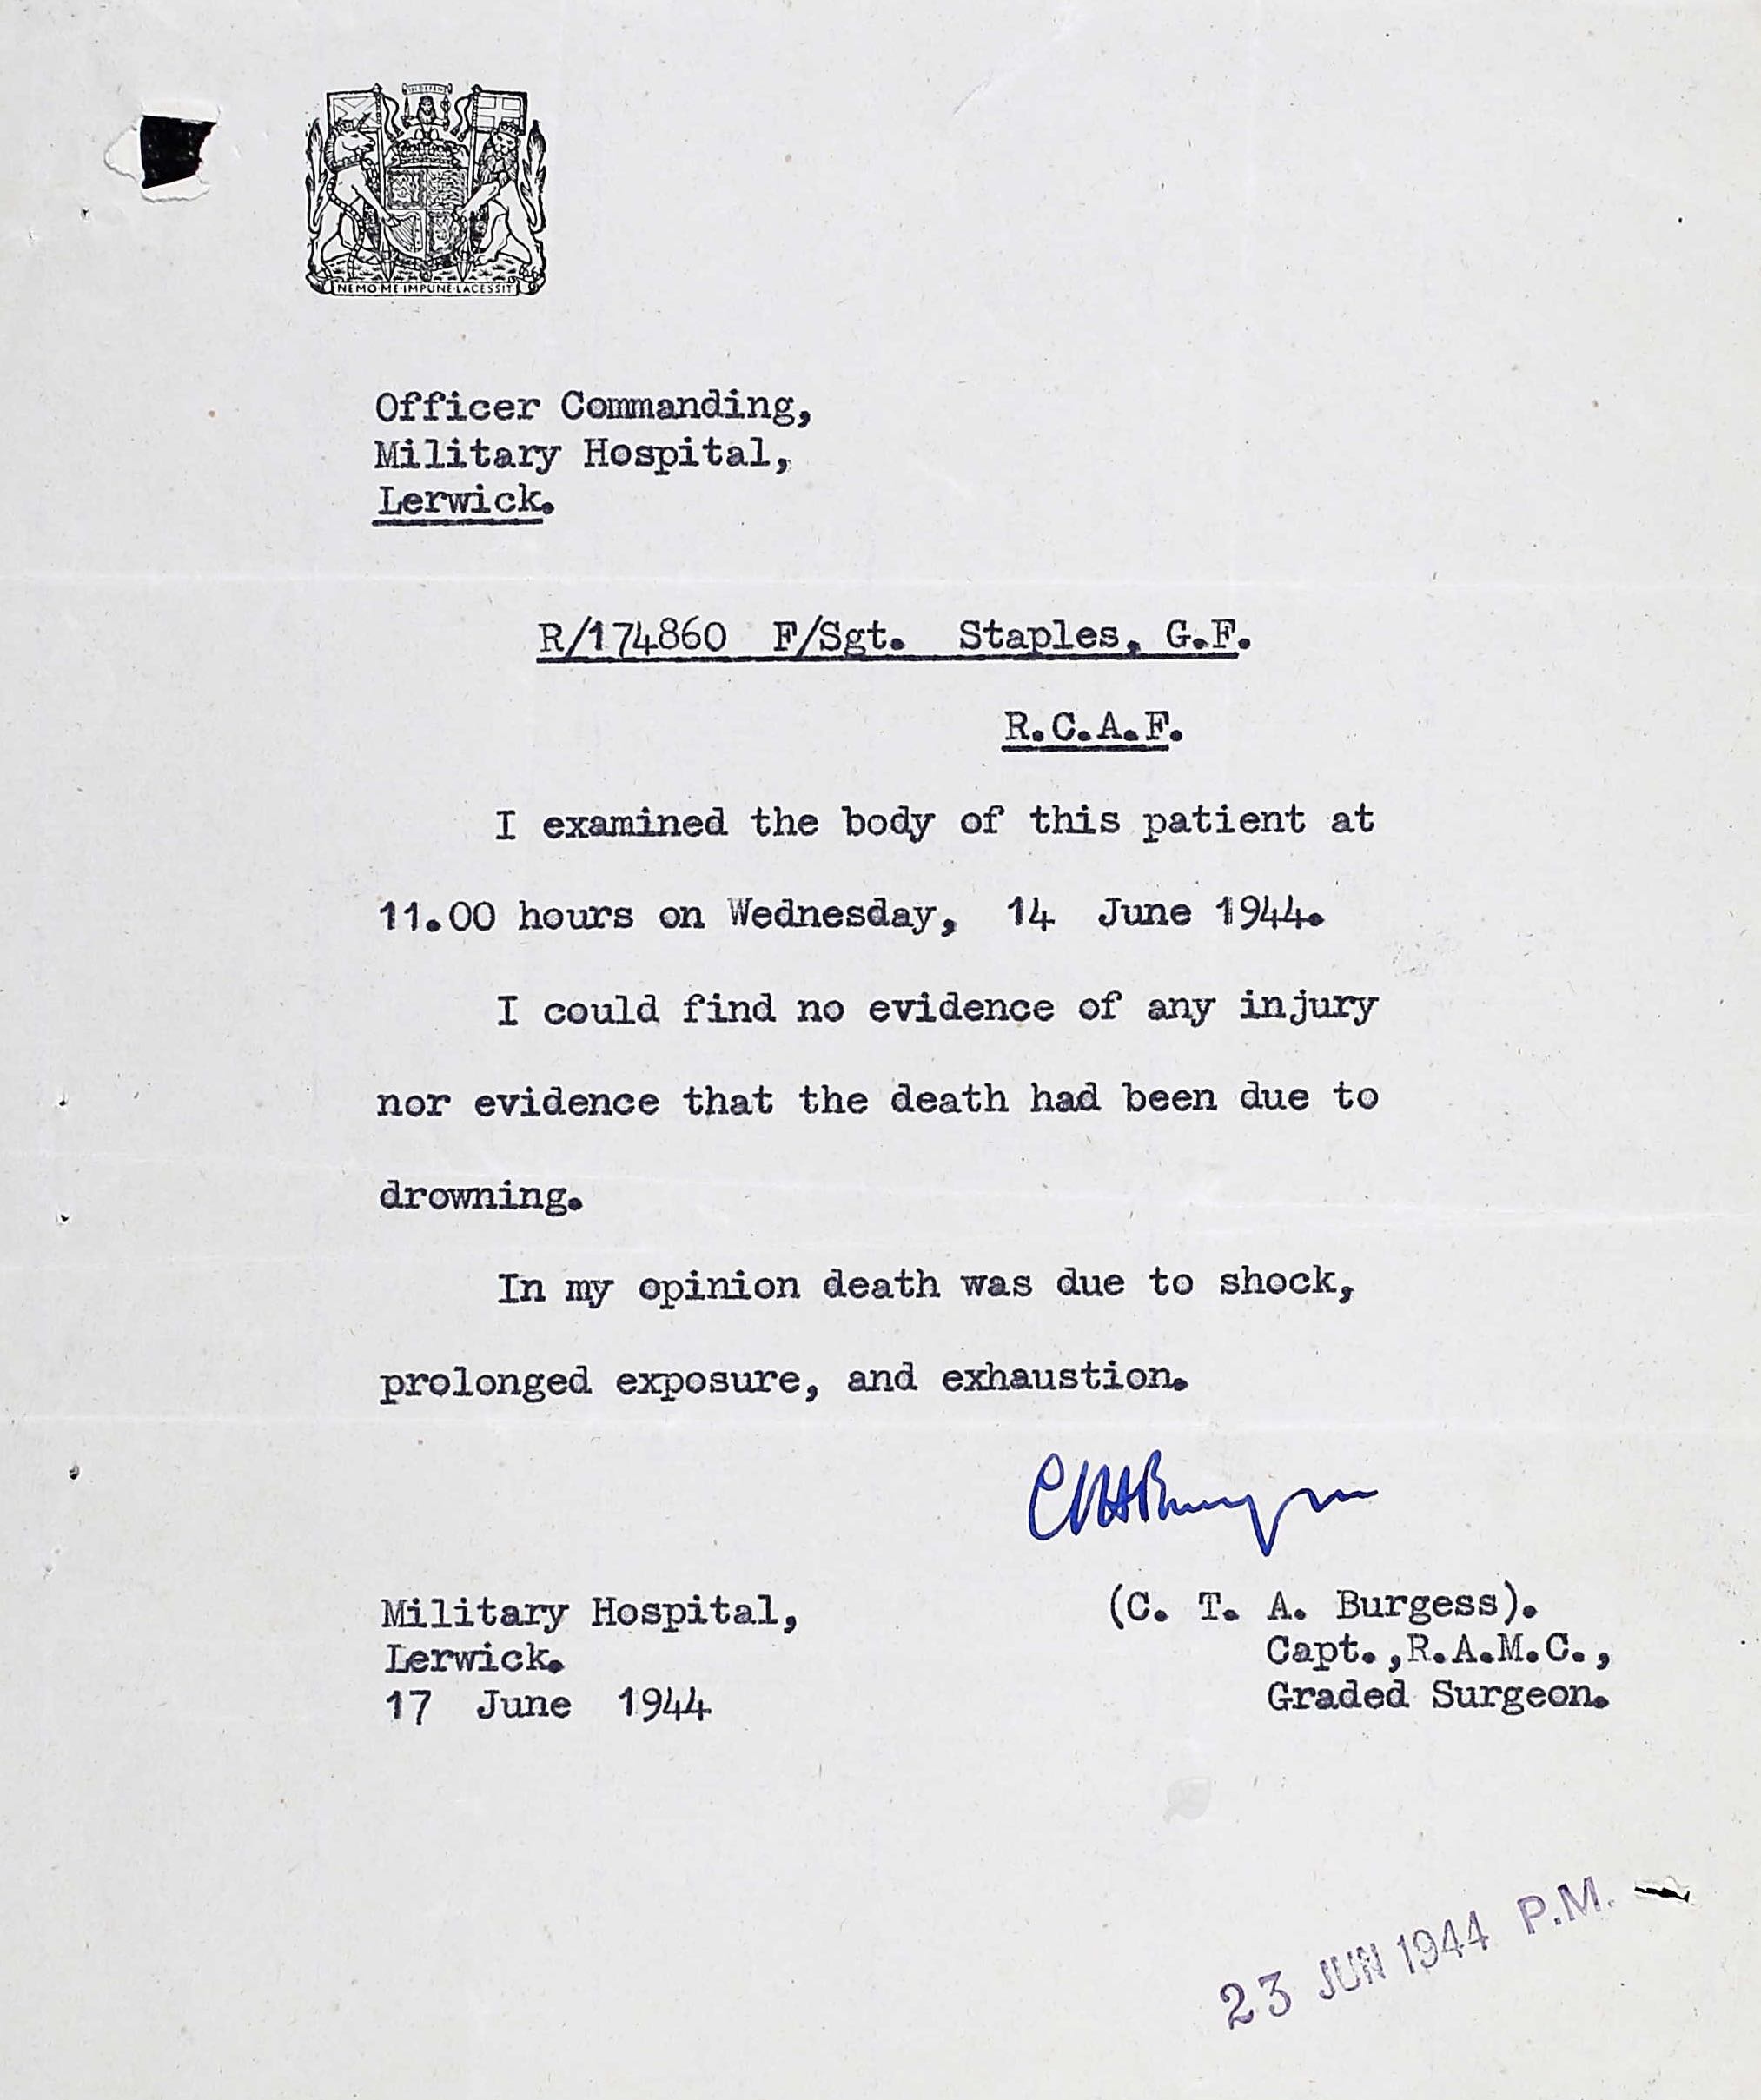 IN DEFENS
NEMO·ME·IMPUNE·LACESSIT
Officer Commanding,
Military Hospital,
Lerwick.
R/174860 F/Sgt. Staples, G.F.
R.C.A.F.
I examined the body of this patient at
11.00 hours on Wednesday, 14 June 1944.
I could find no evidence of any injury
nor evidence that the death had been due to
drowning.
In my opinion death was due to shock,
prolonged exposure, and exhaustion.
CTABurgess
Military Hospital,
Lerwick.
17 June 1944
(C. T. A. Burgess).
Capt.,R.A.M.C.,
Graded Surgeon.
23 JUN 1944 P.M.